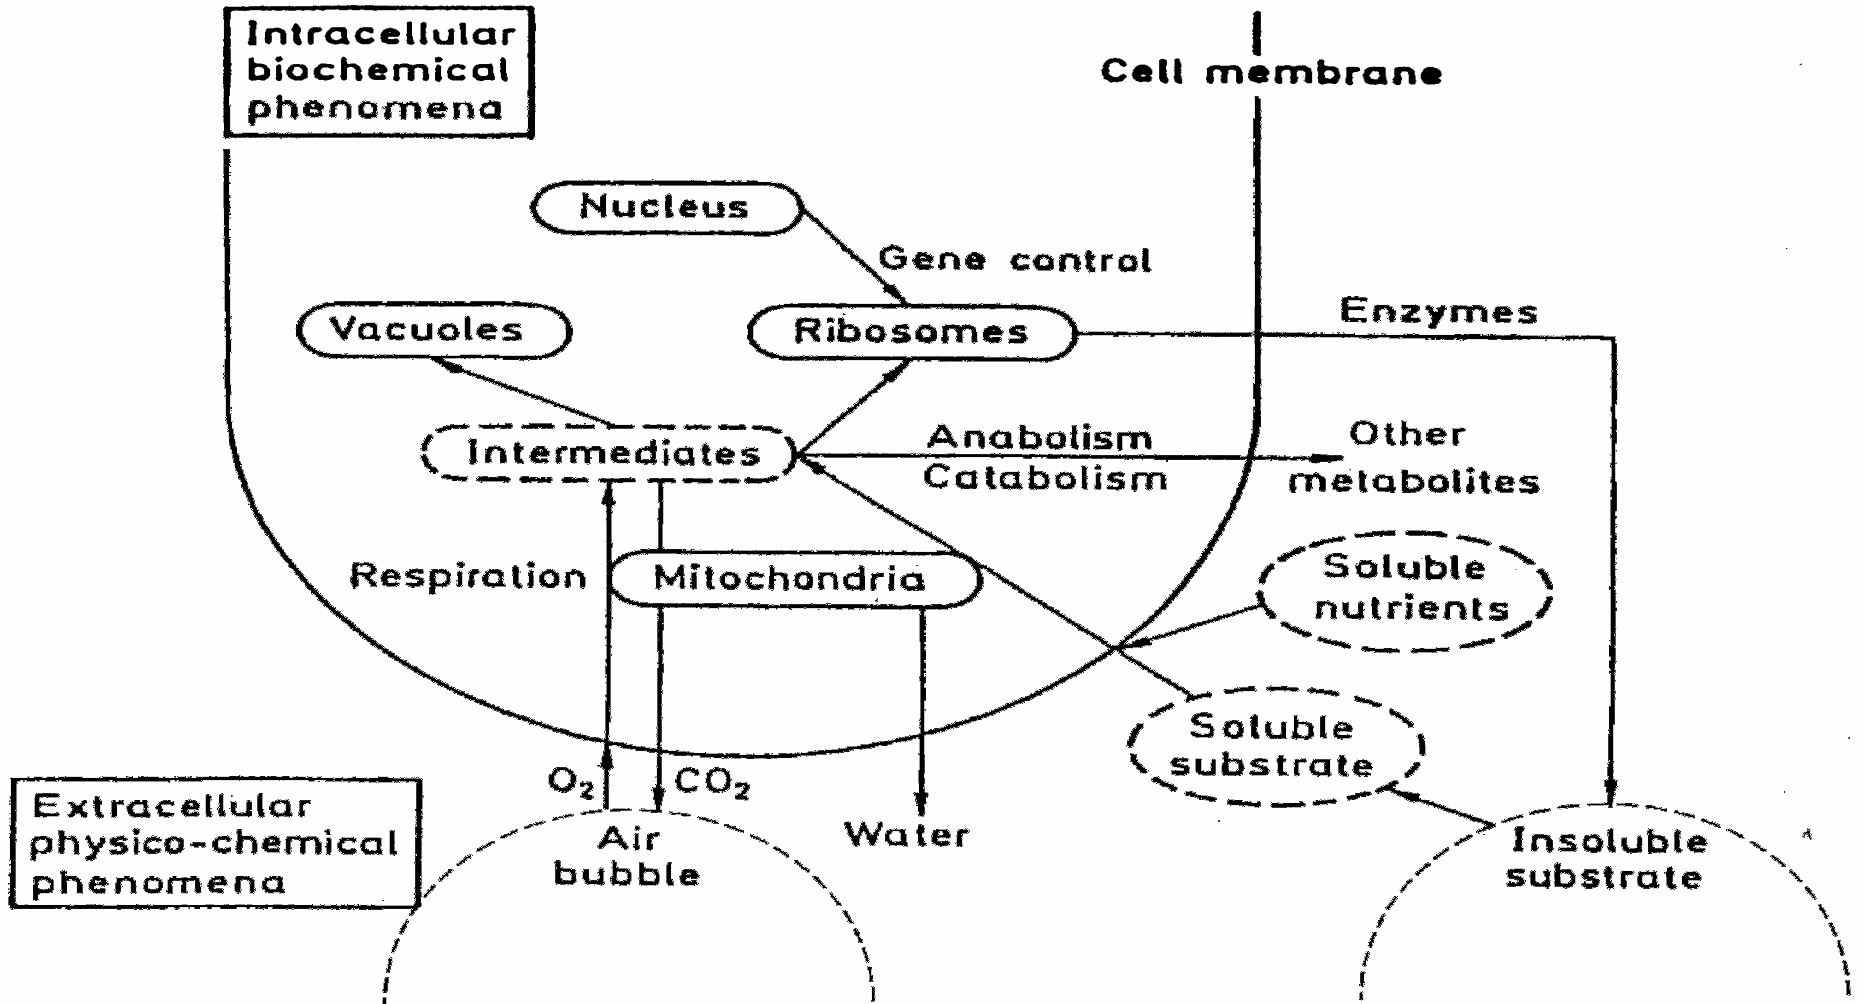 Intracellular
biochemical
phenomena
Cell membrane
Nucleus
Gene control
Vacuoles
Ribosomes
Enzymes
Intermediates
Anabolism
Catabolism
Other
metabolites
Respiration
Mitochondria
Soluble
nutrients
Soluble
substrate
O₂
CO₂
Extracellular
physico-chemical
phenomena
Air
bubble
Water
Insoluble
substrate